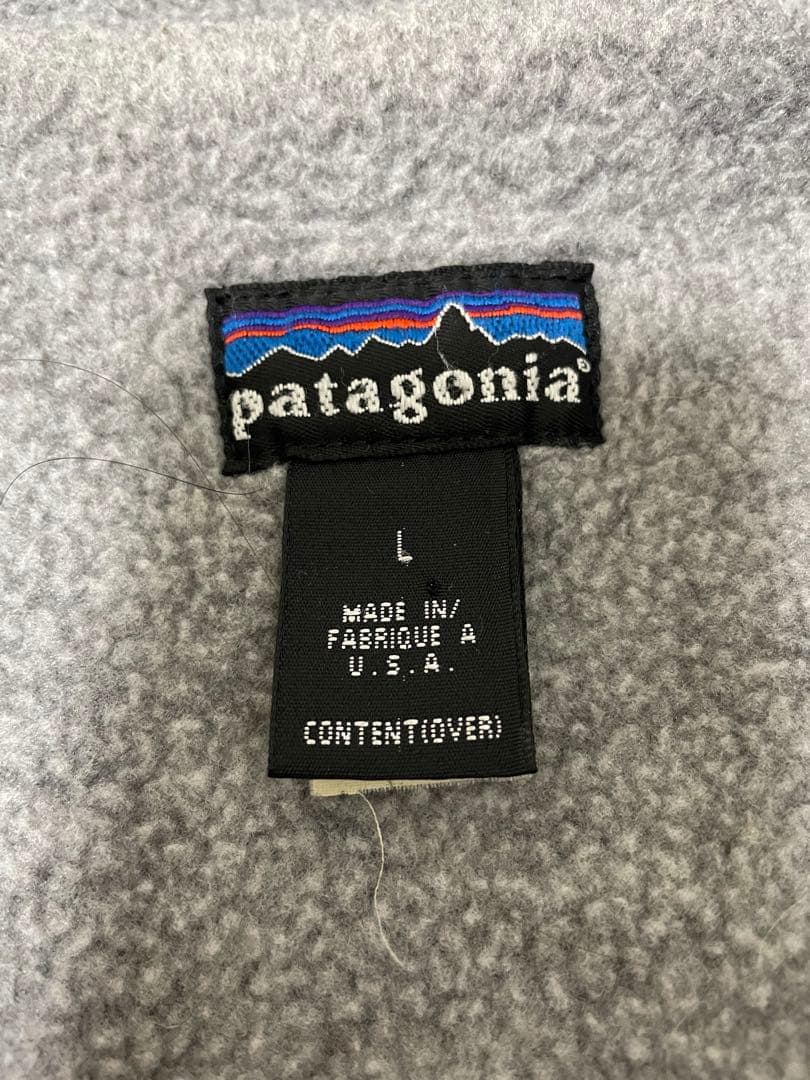 patagonia®
L
MADE IN/
FABRIQUE A
U.S.A.
CONTENT(OVER)